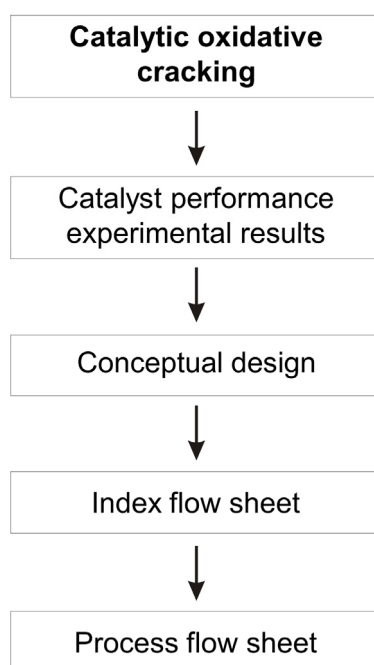 Catalytic oxidative
cracking
Catalyst performance
experimental results
Conceptual design
Index flow sheet
Process flow sheet